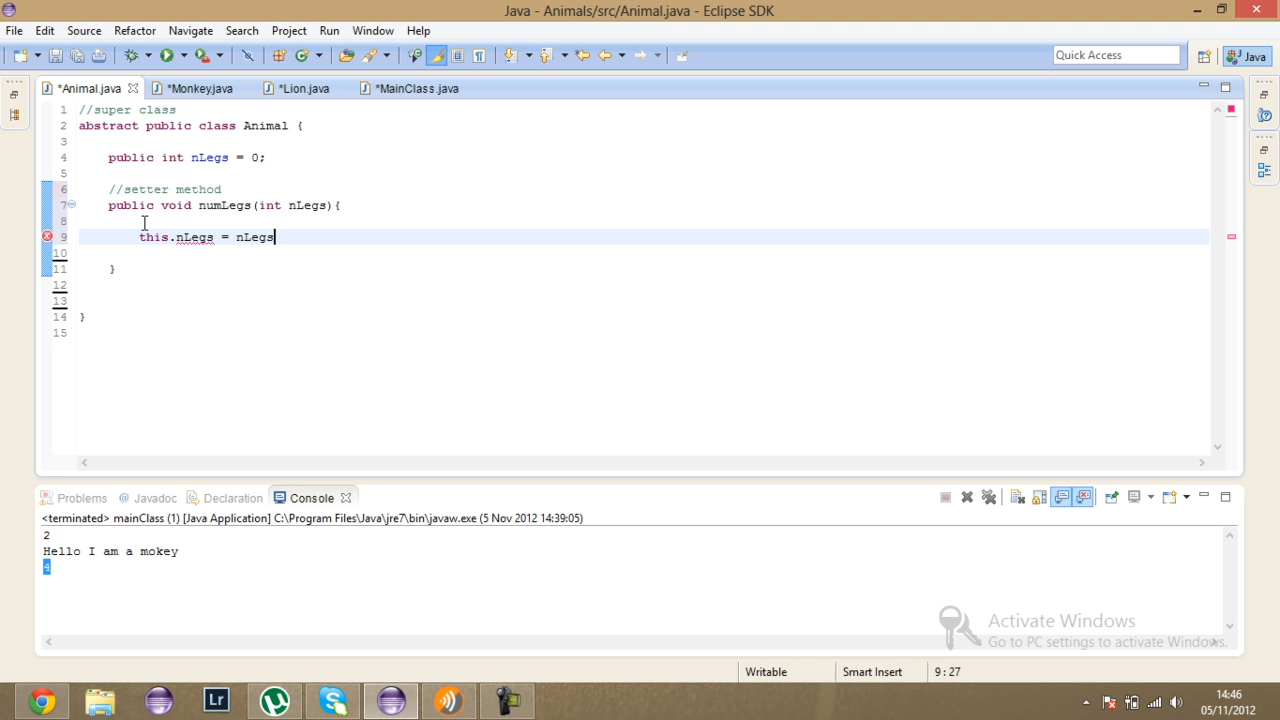 Java - Animals/src/Animal.java - Eclipse SDK
File Edit Source Refactor Navigate Search Project Run Window Help
Quick Access Java
*Animal.java *Monkey.java *Lion.java *MainClass.java
1 //super class
2 abstract public class Animal {
3
4 public int nLegs = 0;
5
6 //setter method
7 public void numLegs(int nLegs){
8
9 this.nLegs = nLegs
10
11 }
12
13
14 }
15
Problems @ Javadoc Declaration Console
<terminated> mainClass (1) [Java Application] C:\Program Files\Java\jre7\bin\javaw.exe (5 Nov 2012 14:39:05)
2
Hello I am a mokey
4
Activate Windows
Go to PC settings to activate Windows.
Writable Smart Insert 9 : 27
Lr
14:46
05/11/2012